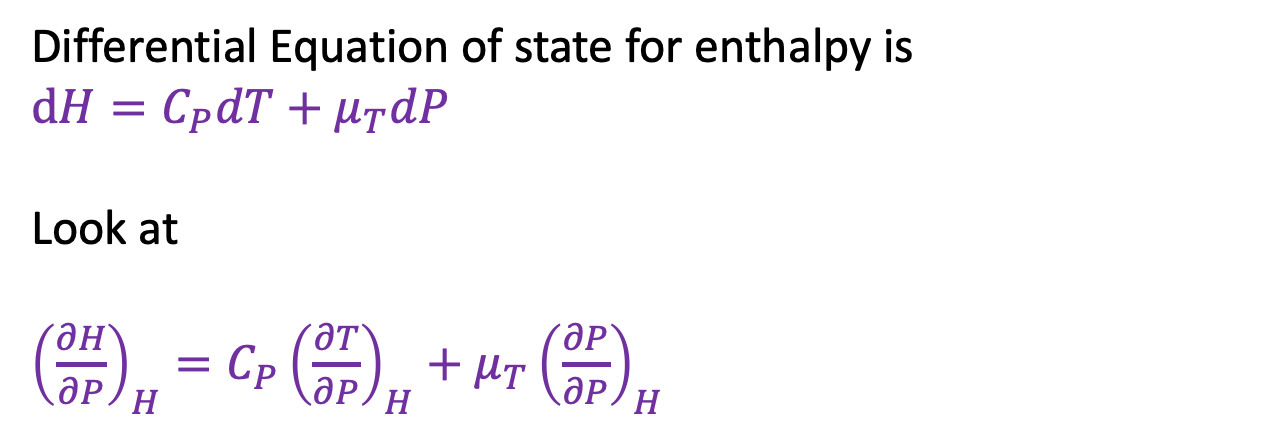 Differential Equation of state for enthalpy is
dH = C_P dT + μ_T dP
Look at
(∂H/∂P)_H = C_P (∂T/∂P)_H + μ_T (∂P/∂P)_H